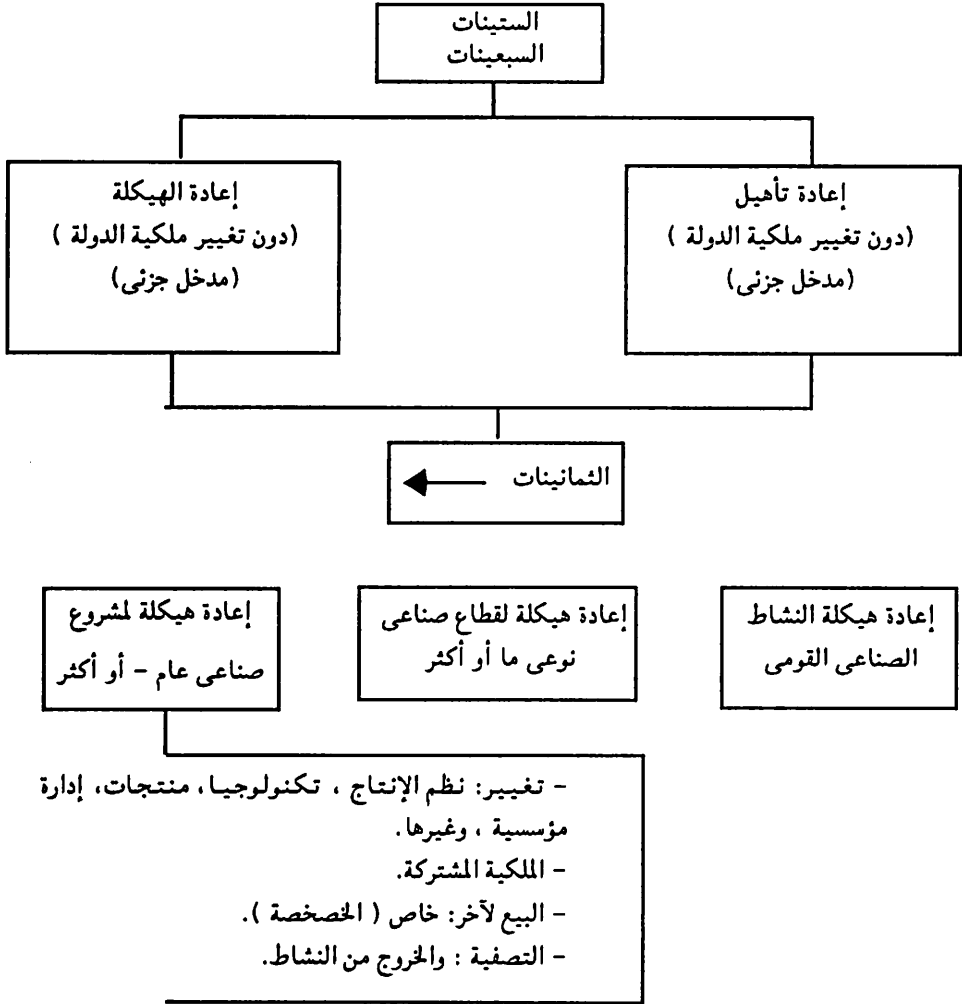 الستينات
السبعينات
إعادة تأهيل
(دون تغيير ملكية الدولة )
(مدخل جزئى)
إعادة الهيكلة
(دون تغيير ملكية الدولة )
(مدخل جزئى)
الثمانينات
إعادة هيكلة النشاط
الصناعى القومى
إعادة هيكلة لقطاع صناعى
نوعى ما أو أكثر
إعادة هيكلة لمشروع
صناعى عام – أو أكثر
– تغيير: نظم الإنتاج ، تكنولوجيا، منتجات، إدارة
مؤسسية ، وغيرها.
– الملكية المشتركة.
– البيع لآخر: خاص ( الخصخصة ).
– التصفية : والخروج من النشاط.